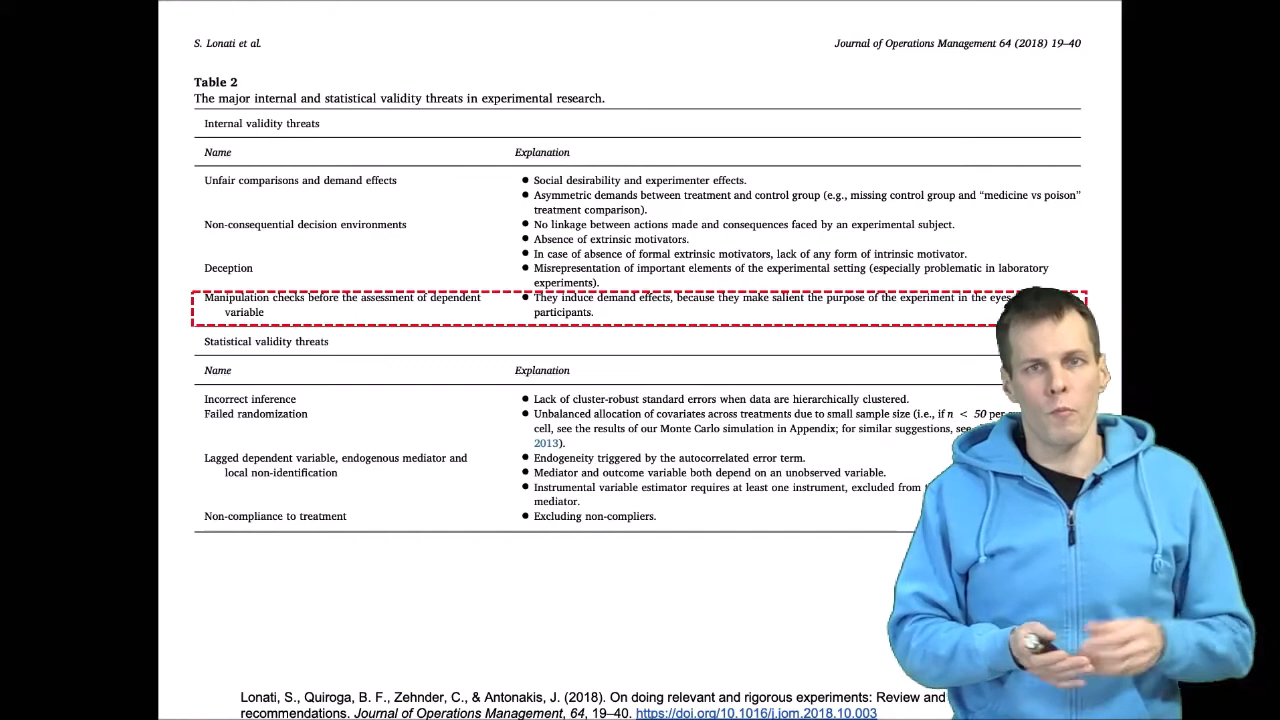 S. Lonati et al.
Journal of Operations Management 64 (2018) 19–40
Table 2
The major internal and statistical validity threats in experimental research.
Internal validity threats
Name Explanation
Unfair comparisons and demand effects ● Social desirability and experimenter effects.
● Asymmetric demands between treatment and control group (e.g., missing control group and “medicine vs poison”
treatment comparison).
Non-consequential decision environments ● No linkage between actions made and consequences faced by an experimental subject.
● Absence of extrinsic motivators.
● In case of absence of formal extrinsic motivators, lack of any form of intrinsic motivator.
Deception ● Misrepresentation of important elements of the experimental setting (especially problematic in laboratory
experiments).
Manipulation checks before the assessment of dependent ● They induce demand effects, because they make salient the purpose of the experiment in the eyes
variable participants.
Statistical validity threats
Name Explanation
Incorrect inference ● Lack of cluster-robust standard errors when data are hierarchically clustered.
Failed randomization ● Unbalanced allocation of covariates across treatments due to small sample size (i.e., if n < 50 per
cell, see the results of our Monte Carlo simulation in Appendix; for similar suggestions, see
2013).
Lagged dependent variable, endogenous mediator and ● Endogeneity triggered by the autocorrelated error term.
local non-identification ● Mediator and outcome variable both depend on an unobserved variable.
● Instrumental variable estimator requires at least one instrument, excluded from
mediator.
Non-compliance to treatment ● Excluding non-compliers.
Lonati, S., Quiroga, B. F., Zehnder, C., & Antonakis, J. (2018). On doing relevant and rigorous experiments: Review and
recommendations. Journal of Operations Management, 64, 19–40. https://doi.org/10.1016/j.jom.2018.10.003